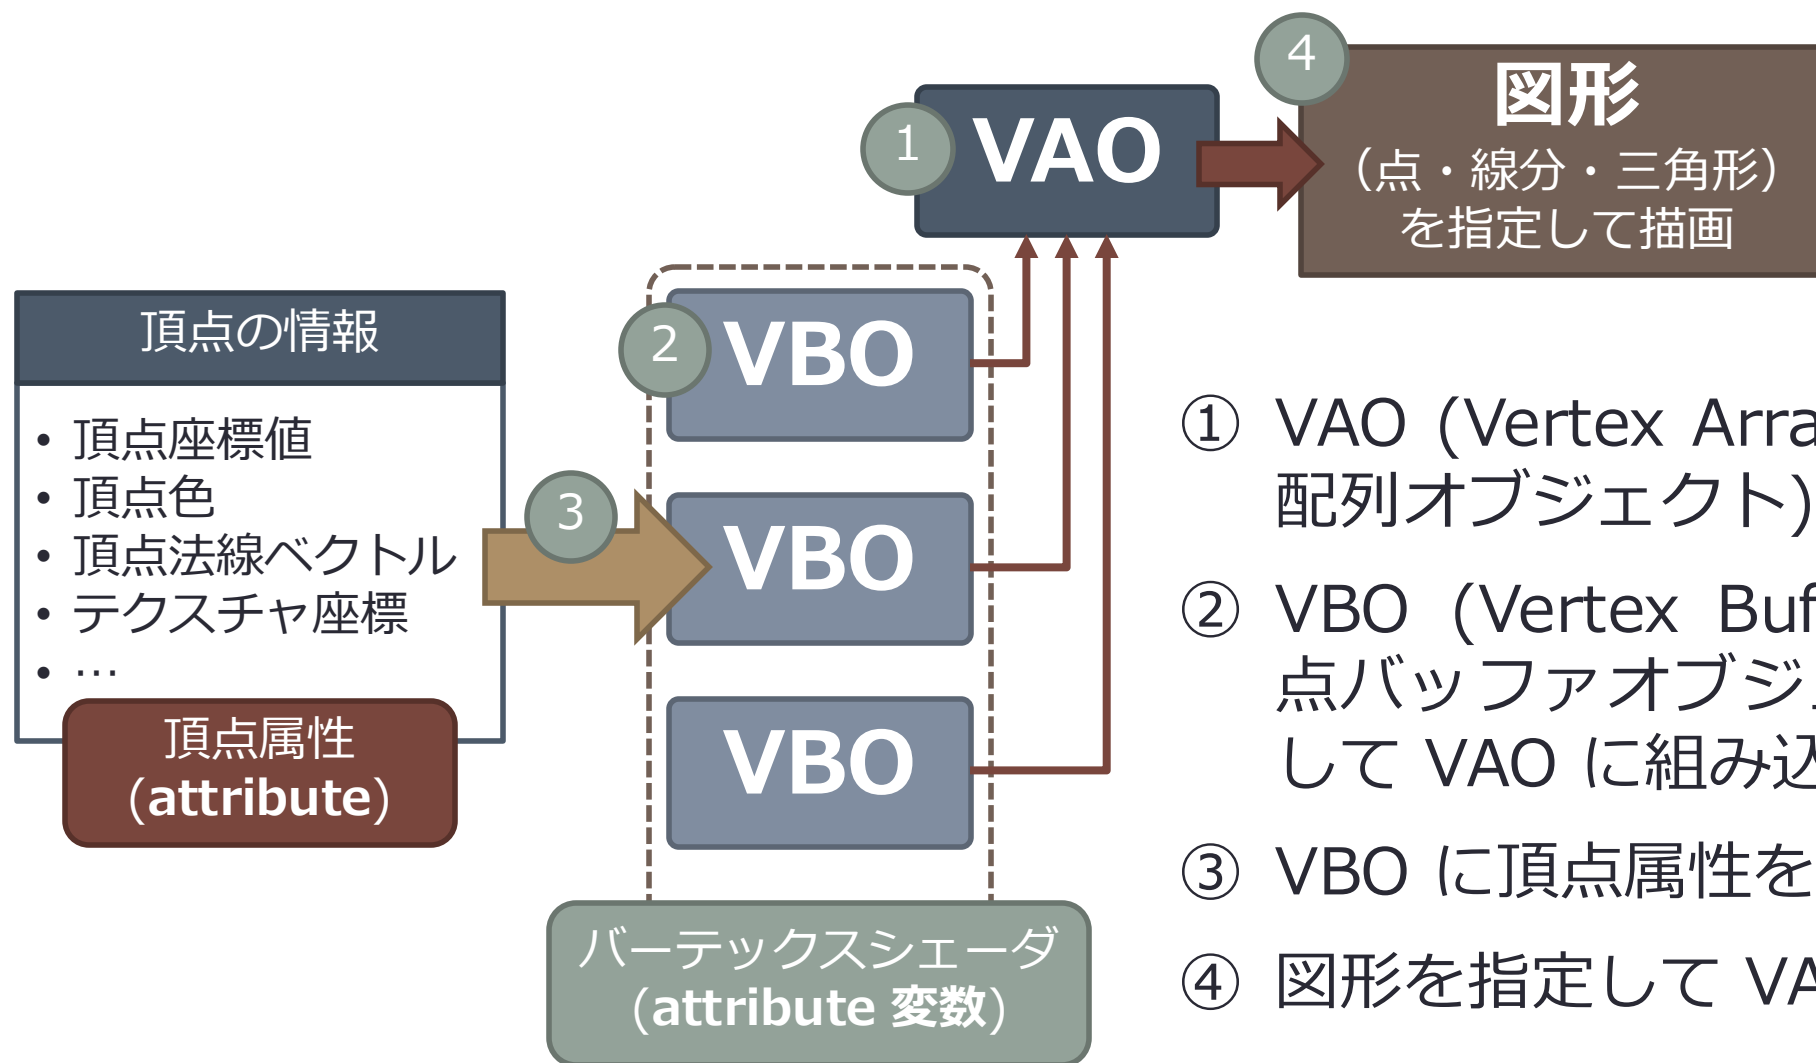 4
図形
（点・線分・三角形）
を指定して描画
1
VAO
頂点の情報
• 頂点座標値
• 頂点色
• 頂点法線ベクトル
• テクスチャ座標
• …
頂点属性
（attribute）
2
VBO
3
VBO
VBO
バーテックスシェーダ
（attribute 変数）
① VAO (Vertex Arra
配列オブジェクト)
② VBO (Vertex Buf
点バッファオブジ
して VAO に組み込
③ VBO に頂点属性を
④ 図形を指定して VA